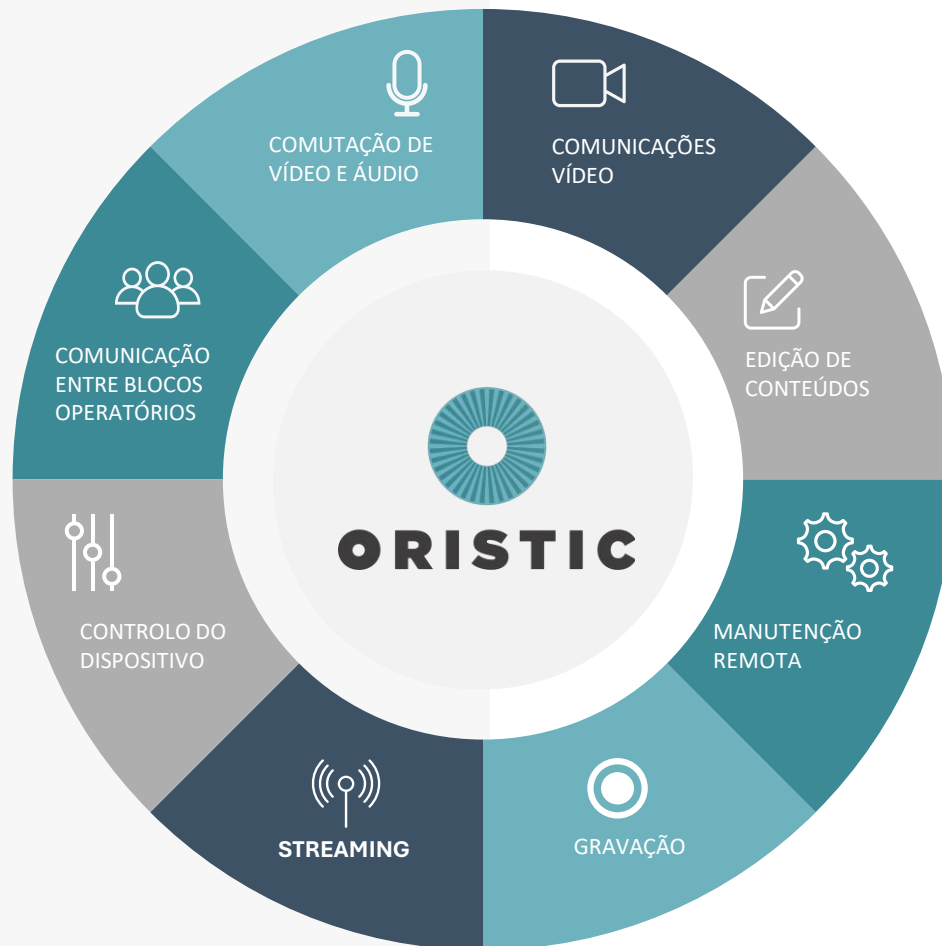 COMUTAÇÃO DE
VÍDEO E ÁUDIO
COMUNICAÇÕES
VÍDEO
EDIÇÃO DE
CONTEÚDOS
MANUTENÇÃO
REMOTA
GRAVAÇÃO
STREAMING
CONTROLO DO
DISPOSITIVO
COMUNICAÇÃO
ENTRE BLOCOS
OPERATÓRIOS
ORISTIC